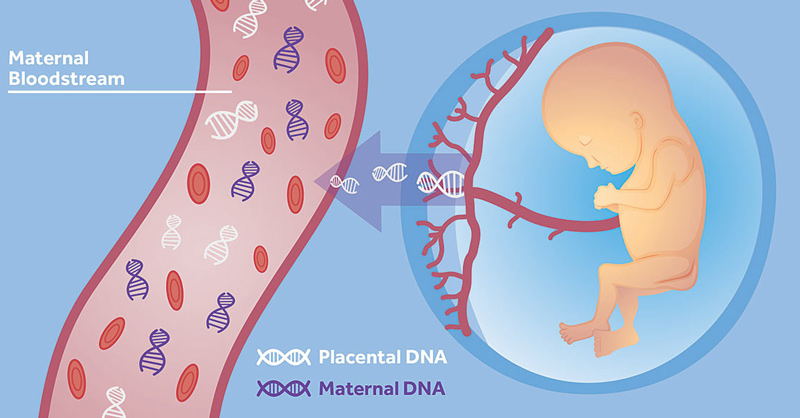 Maternal
Bloodstream
Placental DNA
Maternal DNA